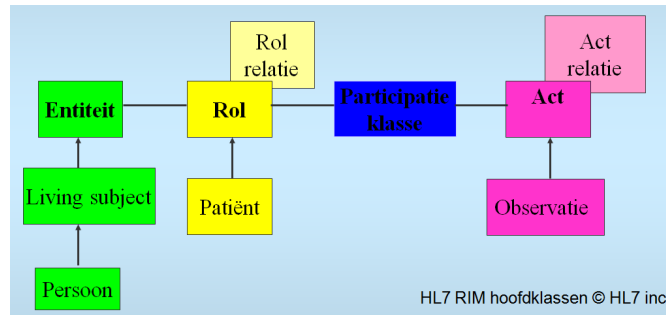 Rol
relatie
Act
relatie
Entiteit
Rol
Participatie
klasse
Act
Living subject
Patiënt
Observatie
Persoon
HL7 RIM hoofdklassen © HL7 inc